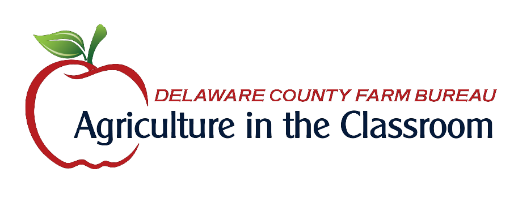 DELAWARE COUNTY FARM BUREAU
Agriculture in the Classroom